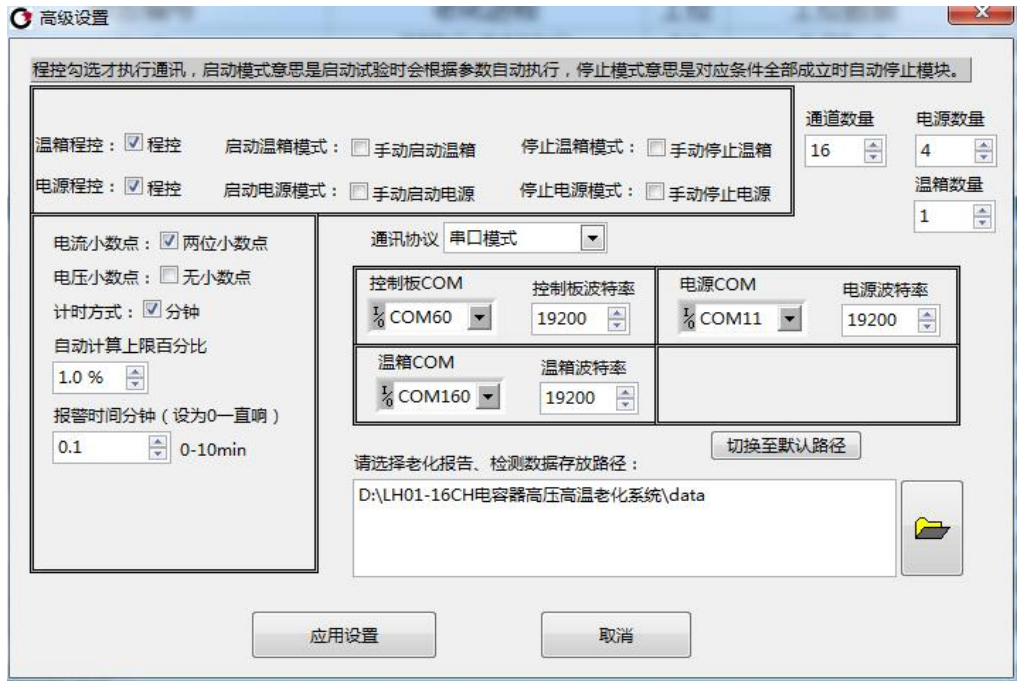 高级设置
程控勾选才执行通讯，启动模式意思是启动试验时会根据参数自动执行，停止模式意思是对应条件全部成立时自动停止模块。
温箱程控： 程控 启动温箱模式： 手动启动温箱 停止温箱模式： 手动停止温箱
电源程控： 程控 启动电源模式： 手动启动电源 停止电源模式： 手动停止电源
通道数量 电源数量
16 4
温箱数量
1
电流小数点： 两位小数点
电压小数点： 无小数点
计时方式： 分钟
自动计算上限百分比
1.0 %
报警时间分钟（设为0一直响）
0.1 0-10min
通讯协议 串口模式
控制板COM 控制板波特率 电源COM 电源波特率
COM60 19200 COM11 19200
温箱COM 温箱波特率
COM160 19200
切换至默认路径
请选择老化报告、检测数据存放路径：
D:\LH01-16CH电容器高压高温老化系统\data
应用设置 取消